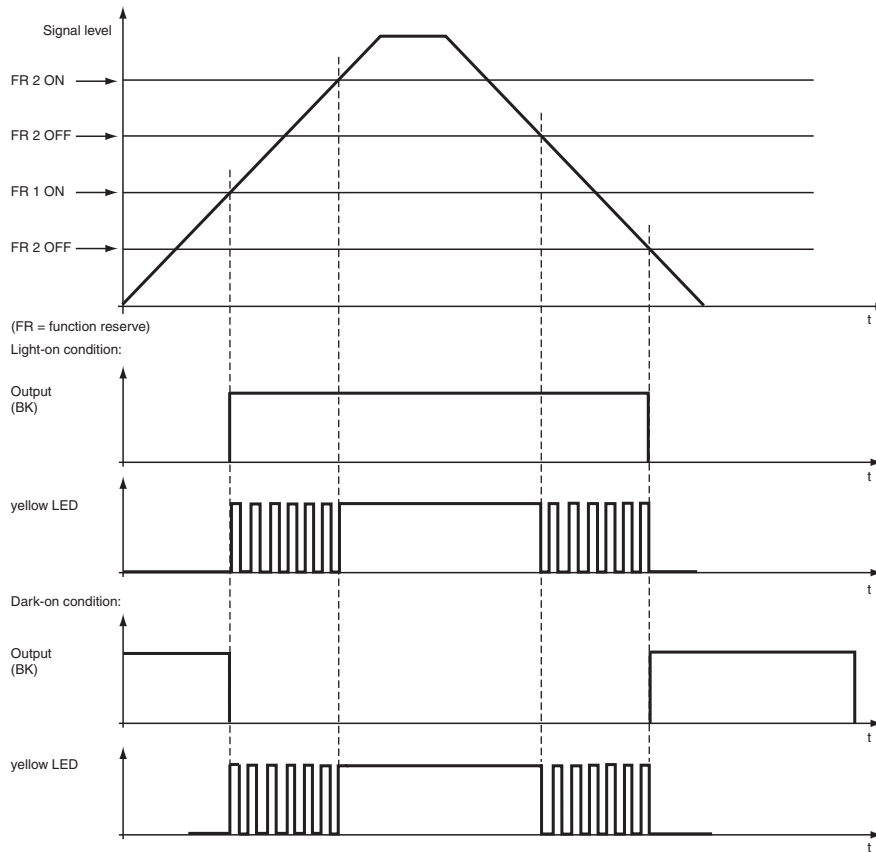 Signal level
FR 2 ON
FR 2 OFF
FR 1 ON
FR 2 OFF
t
(FR = function reserve)
Light-on condition:
Output
(BK)
t
yellow LED
t
Dark-on condition:
Output
(BK)
t
yellow LED
t